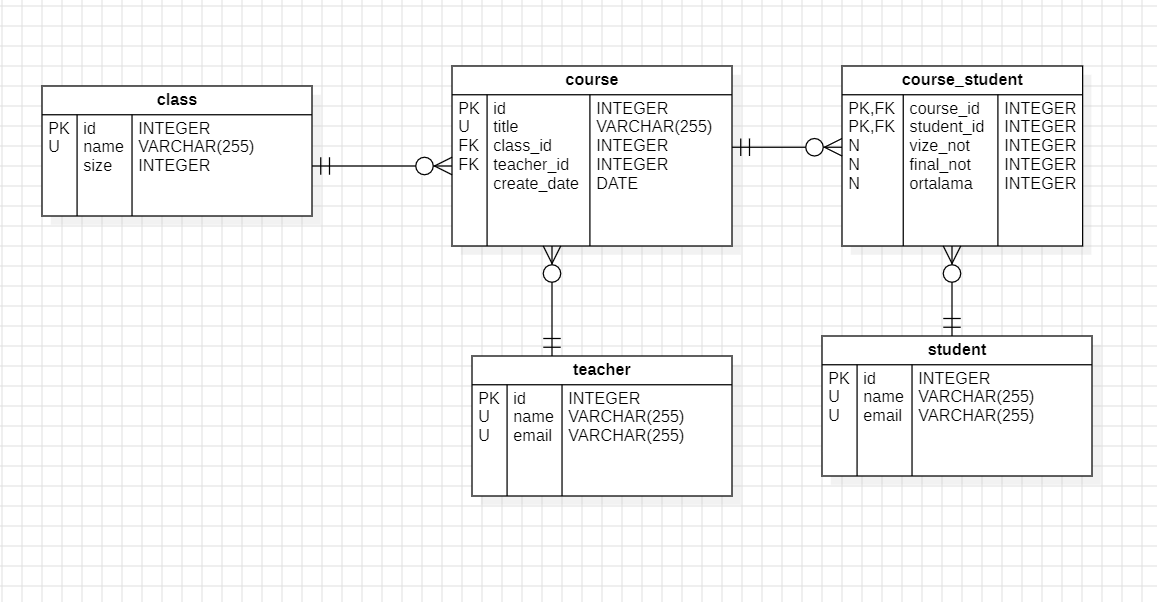 class
PK id INTEGER
U name VARCHAR(255)
size INTEGER
course
PK id INTEGER
U title VARCHAR(255)
FK class_id INTEGER
FK teacher_id INTEGER
create_date DATE
course_student
PK,FK course_id INTEGER
PK,FK student_id INTEGER
N vize_not INTEGER
N final_not INTEGER
N ortalama INTEGER
teacher
PK id INTEGER
U name VARCHAR(255)
U email VARCHAR(255)
student
PK id INTEGER
U name VARCHAR(255)
U email VARCHAR(255)